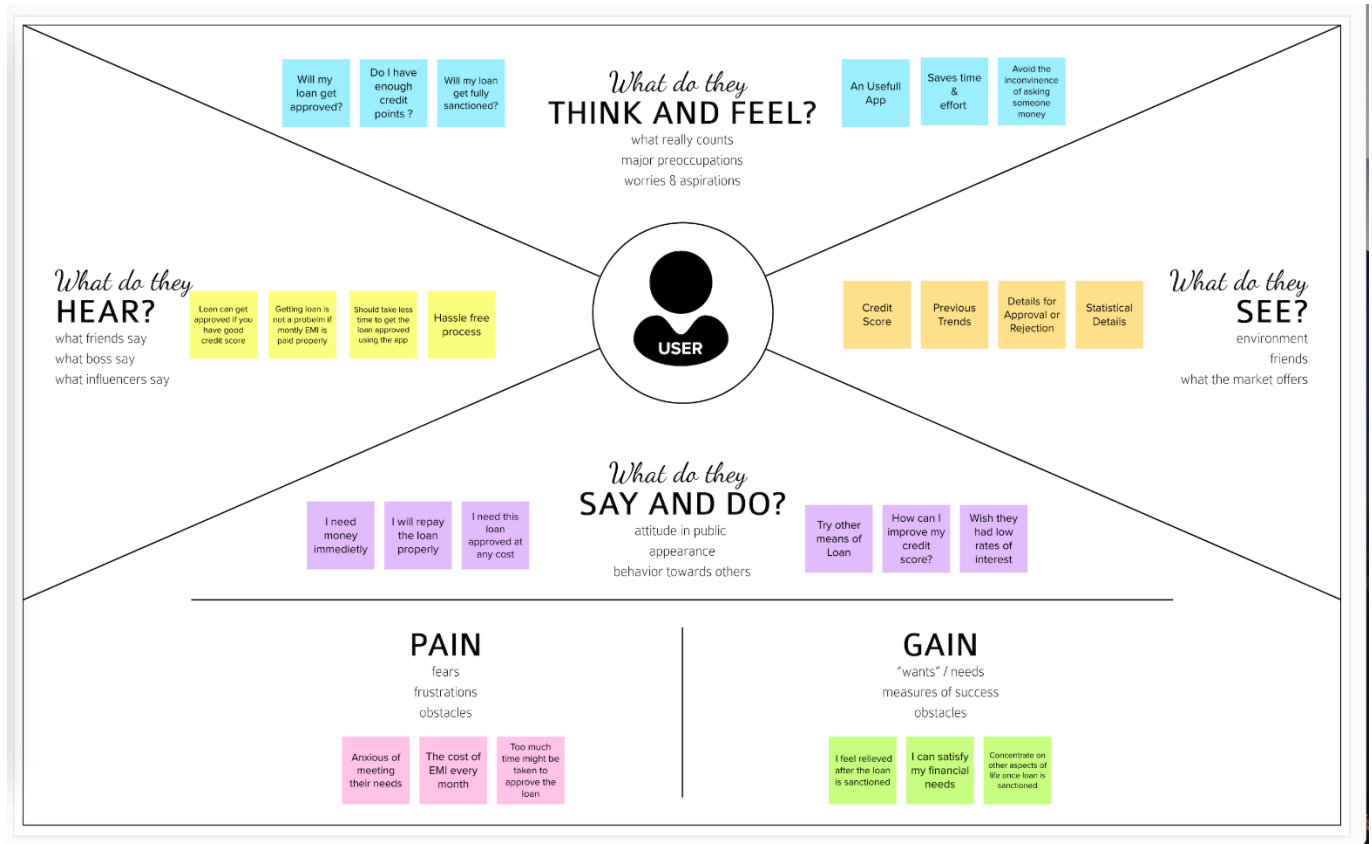 Will my
loan get
approved?
Do I have
enough
credit
points ?
Will my loan
get fully
sanctioned?
What do they
THINK AND FEEL?
what really counts
major preoccupations
worries & aspirations
An Usefull
App
Saves time
&
effort
Avoid the
inconvinence
of asking
someone
money
What do they
HEAR?
what friends say
what boss say
what influencers say
Loan can get
approved if you
have good
credit score
Getting loan is
not a probelm if
montly EMI is
paid properly
Should take less
time to get the
loan approved
using the app
Hassle free
process
USER
Credit
Score
Previous
Trends
Details for
Approval or
Rejection
Statistical
Details
What do they
SEE?
environment
friends
what the market offers
What do they
SAY AND DO?
attitude in public
appearance
behavior towards others
I need
money
immedietly
I will repay
the loan
properly
I need this
loan
approved at
any cost
Try other
means of
Loan
How can I
improve my
credit
score?
Wish they
had low
rates of
interest
PAIN
fears
frustrations
obstacles
Anxious of
meeting
their needs
The cost of
EMI every
month
Too much
time might be
taken to
approve the
loan
GAIN
"wants" / needs
measures of success
obstacles
I feel relieved
after the loan
is sanctioned
I can satisfy
my financial
needs
Concentrate on
other aspects of
life once loan is
sanctioned